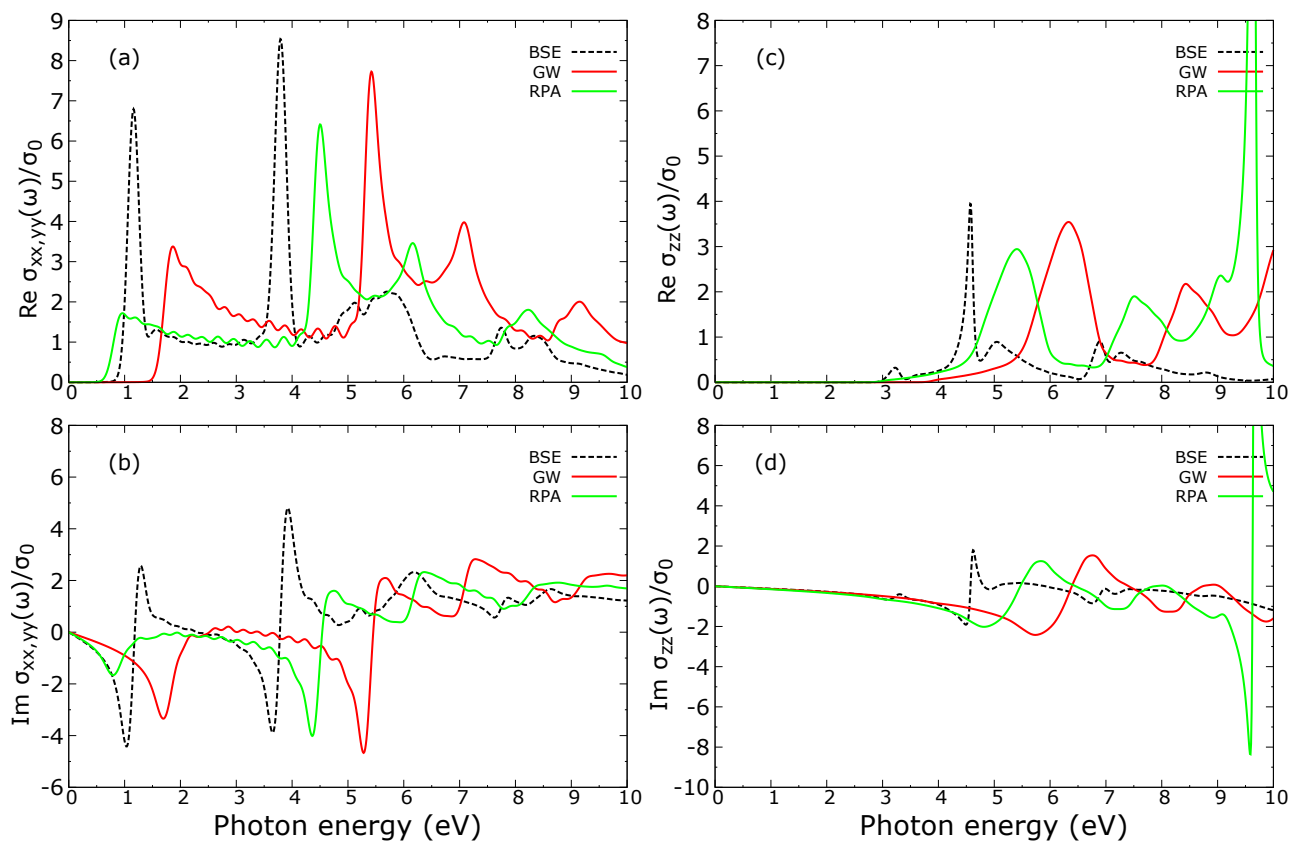 (a)
BSE
GW
RPA
Re σxx,yy(ω)/σ0
9
8
7
6
5
4
3
2
1
0
0 1 2 3 4 5 6 7 8 9 10
(c)
BSE
GW
RPA
Re σzz(ω)/σ0
8
7
6
5
4
3
2
1
0
0 1 2 3 4 5 6 7 8 9 10
(b)
BSE
GW
RPA
Im σxx,yy(ω)/σ0
8
6
4
2
0
-2
-4
-6
0 1 2 3 4 5 6 7 8 9 10
Photon energy (eV)
(d)
BSE
GW
RPA
Im σzz(ω)/σ0
8
6
4
2
0
-2
-4
-6
-8
-10
0 1 2 3 4 5 6 7 8 9 10
Photon energy (eV)